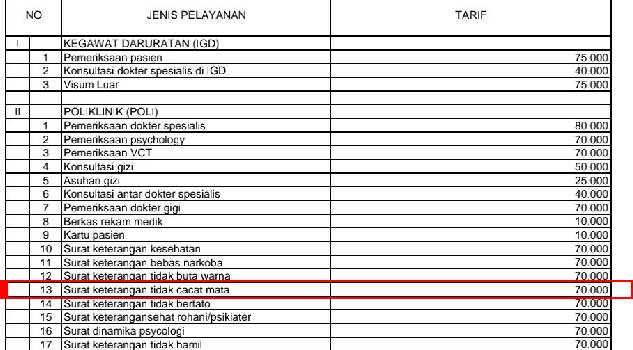 NO JENIS PELAYANAN TARIF
I KEGAWAT DARURATAN (IGD)
1 Pemeriksaan pasien 75.000
2 Konsultasi dokter spesialis di IGD 40.000
3 Visum Luar 75.000
II POLIKLINIK (POLI)
1 Pemeriksaan dokter spesialis 80.000
2 Pemeriksaan psychology 70.000
3 Pemeriksaan VCT 70.000
4 Konsultasi gizi 50.000
5 Asuhan gizi 25.000
6 Konsultasi antar dokter spesialis 40.000
7 Pemeriksaan dokter gigi 70.000
8 Berkas rekam medik 10.000
9 Kartu pasien 10.000
10 Surat keterangan kesehatan 70.000
11 Surat keterangan bebas narkoba 70.000
12 Surat keterangan tidak buta warna 70.000
13 Surat keterangan tidak cacat mata 70.000
14 Surat keterangan tidak bertato 70.000
15 Surat keterangansehat rohani/psikiater 70.000
16 Surat dinamika psycologi 70.000
17 Surat keterangan tidak hamil 70.000